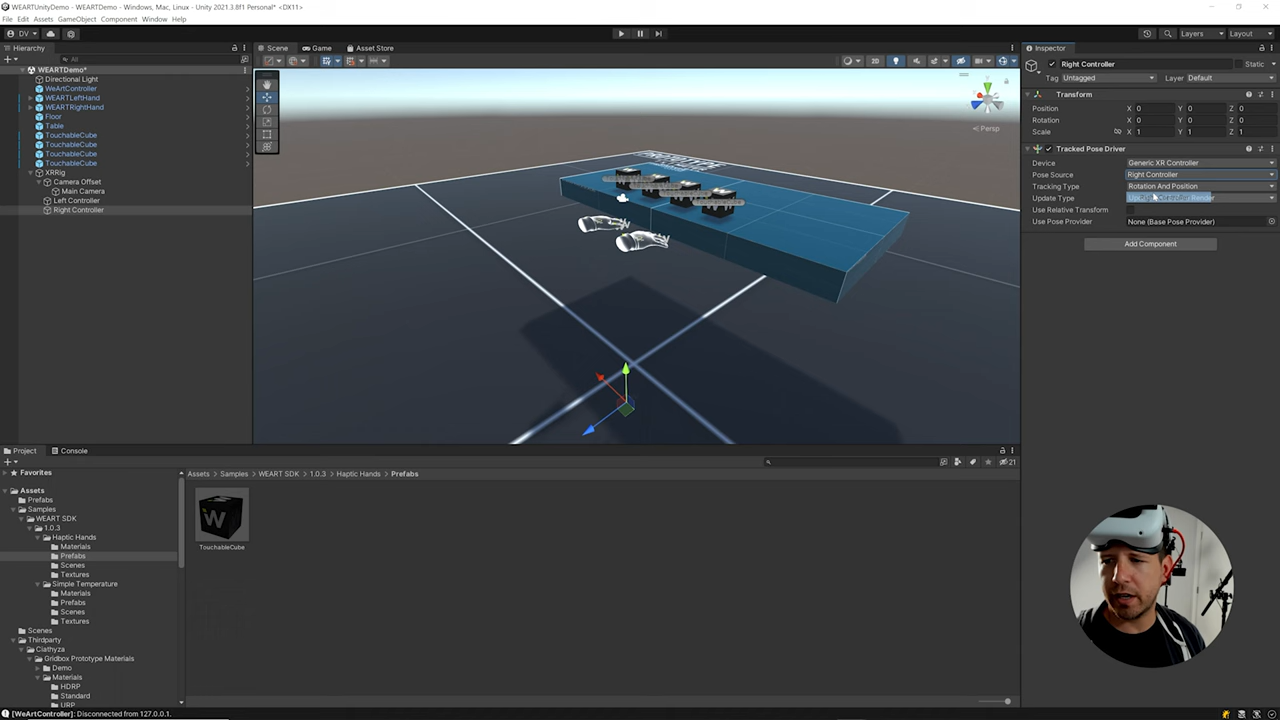 WEARTUnityDemo - WEARTDemo - Windows, Mac, Linux - Unity 2021.3.8f1 Personal* <DX11>
File Edit Assets GameObject Component Window Help
DV
Layers
Layout
Hierarchy
Scene
Game
Asset Store
Inspector
All
2D
WEARTDemo*
Directional Light
WeArtController
WEARTLeftHand
WEARTRightHand
Floor
Table
TouchableCube
TouchableCube
TouchableCube
TouchableCube
XRRig
Camera Offset
Main Camera
Left Controller
Right Controller
Persp
PROTOTYPE
Right Controller
Static
Tag Untagged
Layer Default
Transform
Position X 0 Y 0 Z 0
Rotation X 0 Y 0 Z 0
Scale X 1 Y 1 Z 1
Tracked Pose Driver
Device Generic XR Controller
Pose Source Right Controller
Tracking Type Rotation And Position
Update Type
Use Relative Transform
Use Pose Provider None (Base Pose Provider)
Add Component
Project
Console
21
Favorites
Assets
Prefabs
Samples
WEART SDK
1.0.3
Haptic Hands
Materials
Prefabs
Scenes
Textures
Simple Temperature
Materials
Prefabs
Scenes
Textures
Scenes
Thirdparty
Ciathyza
Gridbox Prototype Materials
Demo
Materials
HDRP
Standard
URP
Assets > Samples > WEART SDK > 1.0.3 > Haptic Hands > Prefabs
W
TouchableCube
[WeArtController]: Disconnected from 127.0.0.1.